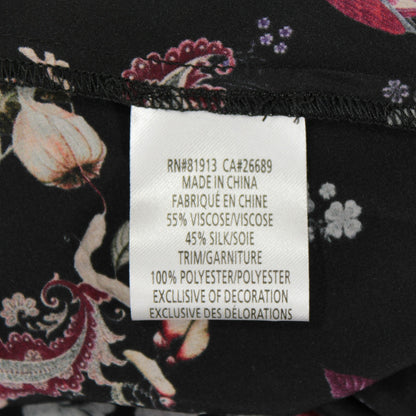 RN#81913 CA#26689
MADE IN CHINA
FABRIQUÉ EN CHINE
55% VISCOSE/VISCOSE
45% SILK/SOIE
TRIM/GARNITURE
100% POLYESTER/POLYESTER
EXCLUSIVE OF DECORATION
EXCLUSIVE DES DÉLORATIONS